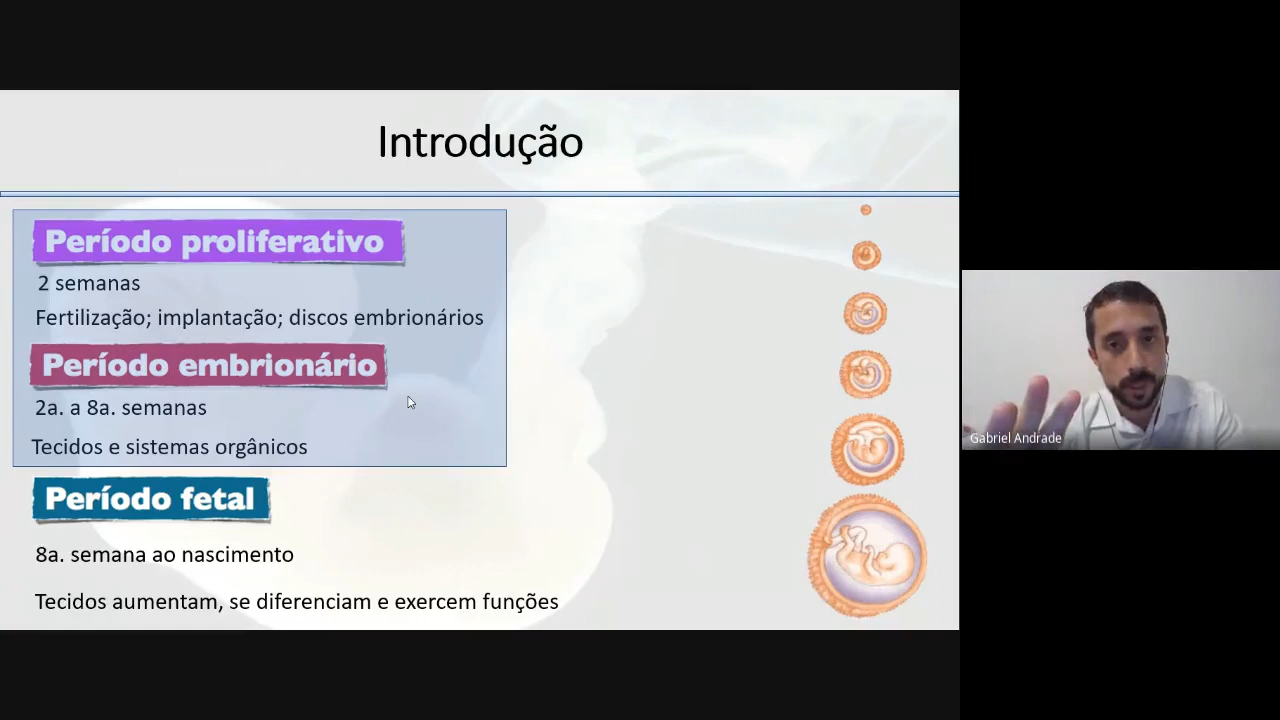 Introdução
Período proliferativo
2 semanas
Fertilização; implantação; discos embrionários
Período embrionário
2a. a 8a. semanas
Tecidos e sistemas orgânicos
Período fetal
8a. semana ao nascimento
Tecidos aumentam, se diferenciam e exercem funções
Gabriel Andrade